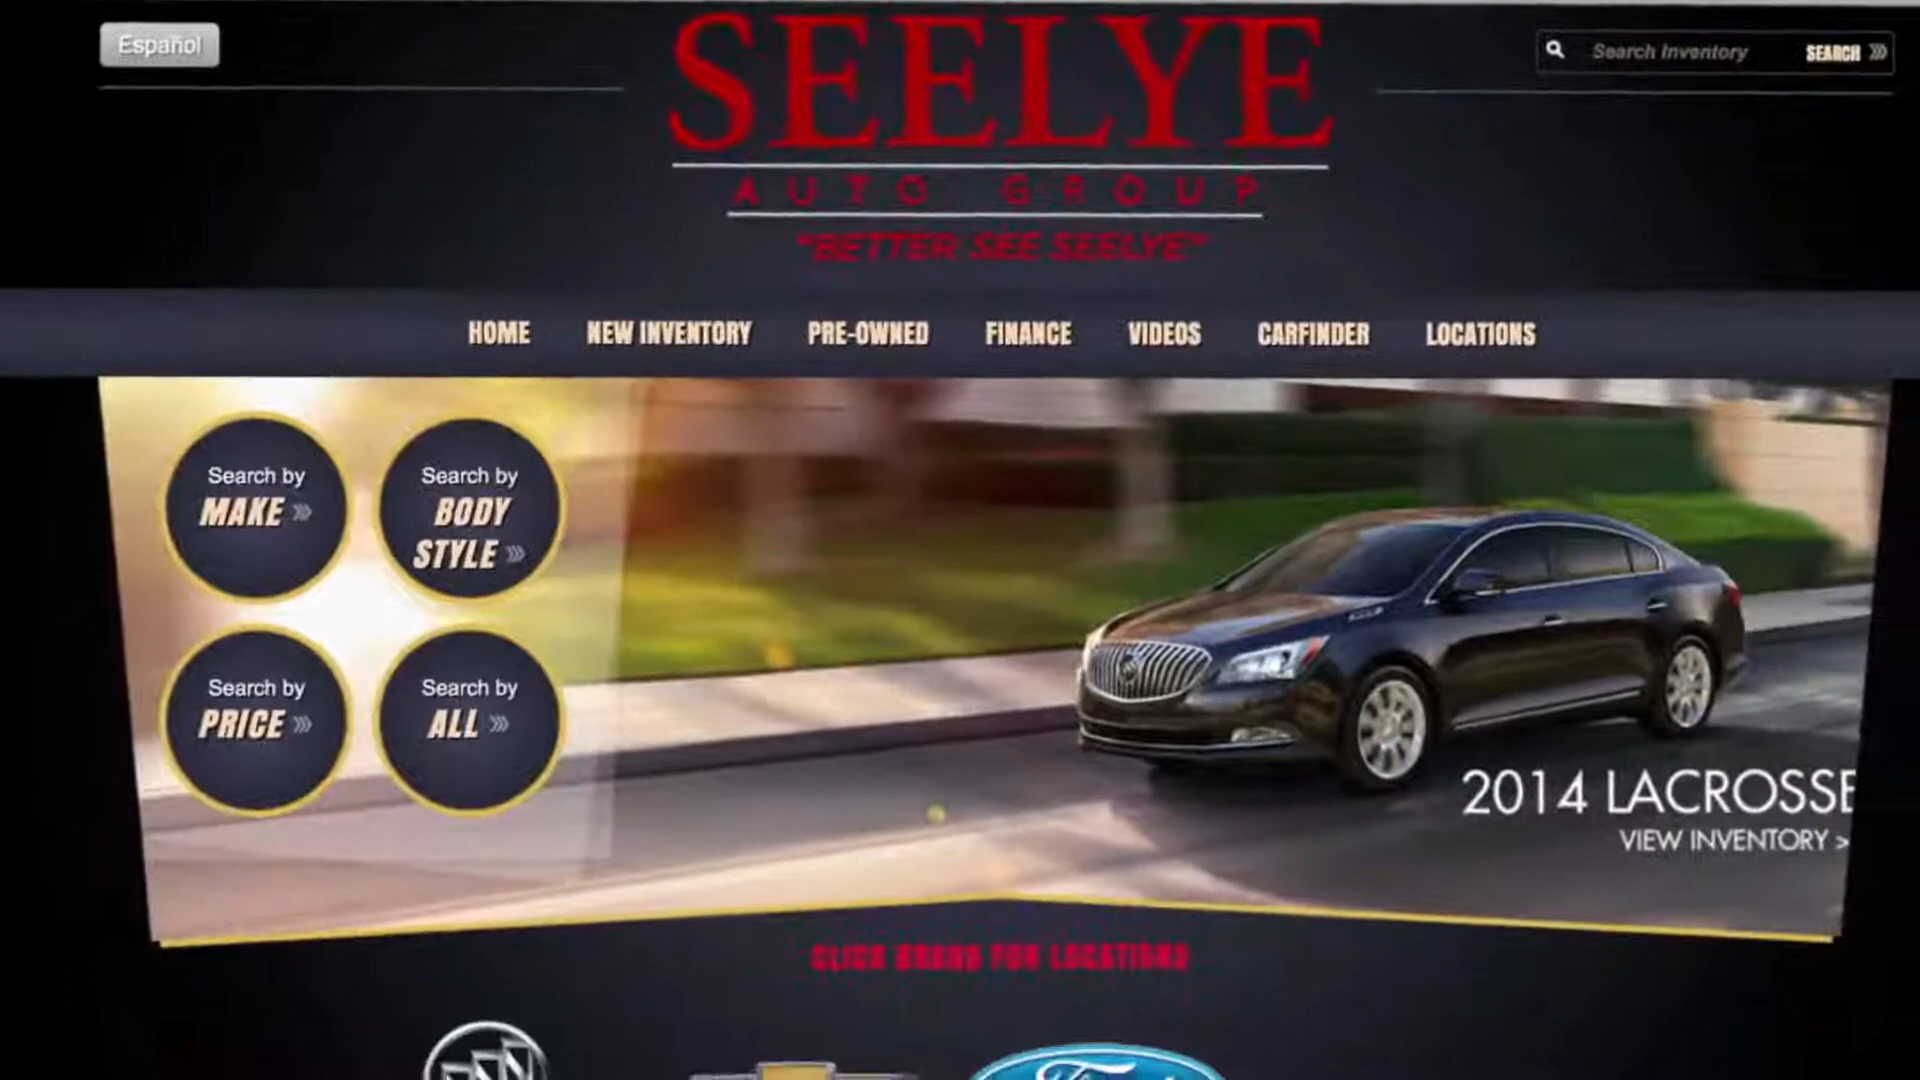 Español
Search Inventory SEARCH
SEELYE
AUTO GROUP
"BETTER SEE SEELYE"
HOME NEW INVENTORY PRE-OWNED FINANCE VIDEOS CARFINDER LOCATIONS
Search by
MAKE
Search by
BODY
STYLE
Search by
PRICE
Search by
ALL
2014 LACROSSE
VIEW INVENTORY >
CLICK BRAND FOR LOCATIONS
Ford